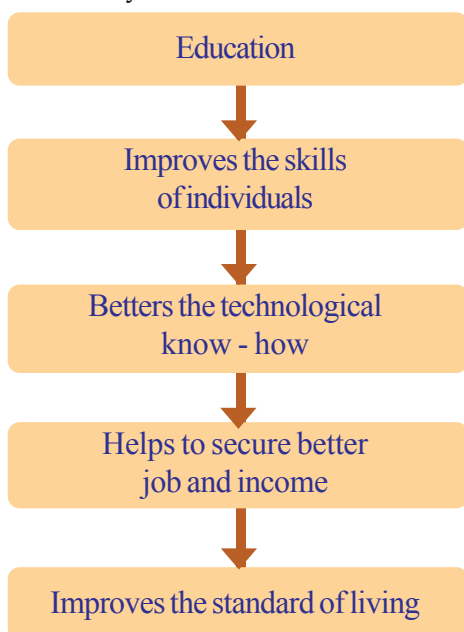 Education
Improves the skills
of individuals
Betters the technological
know - how
Helps to secure better
job and income
Improves the standard of living